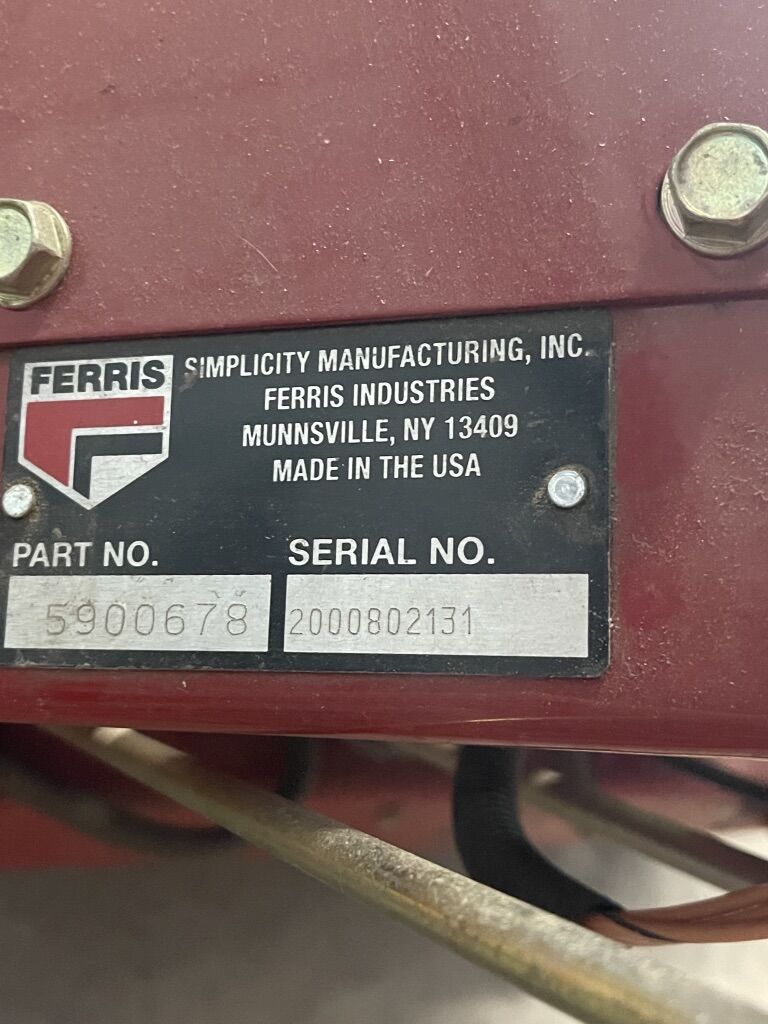 FERRIS
SIMPLICITY MANUFACTURING, INC.
FERRIS INDUSTRIES
MUNNSVILLE, NY 13409
MADE IN THE USA
PART NO. SERIAL NO.
5900678 2000802131